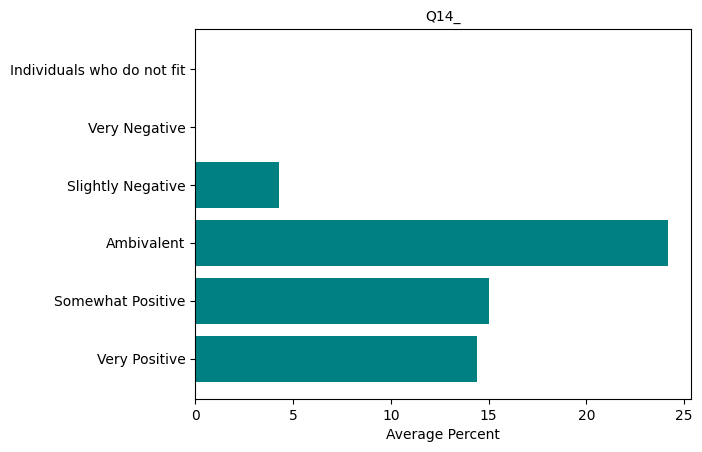 Q14_
Individuals who do not fit
Very Negative
Slightly Negative
Ambivalent
Somewhat Positive
Very Positive
0 5 10 15 20 25
Average Percent